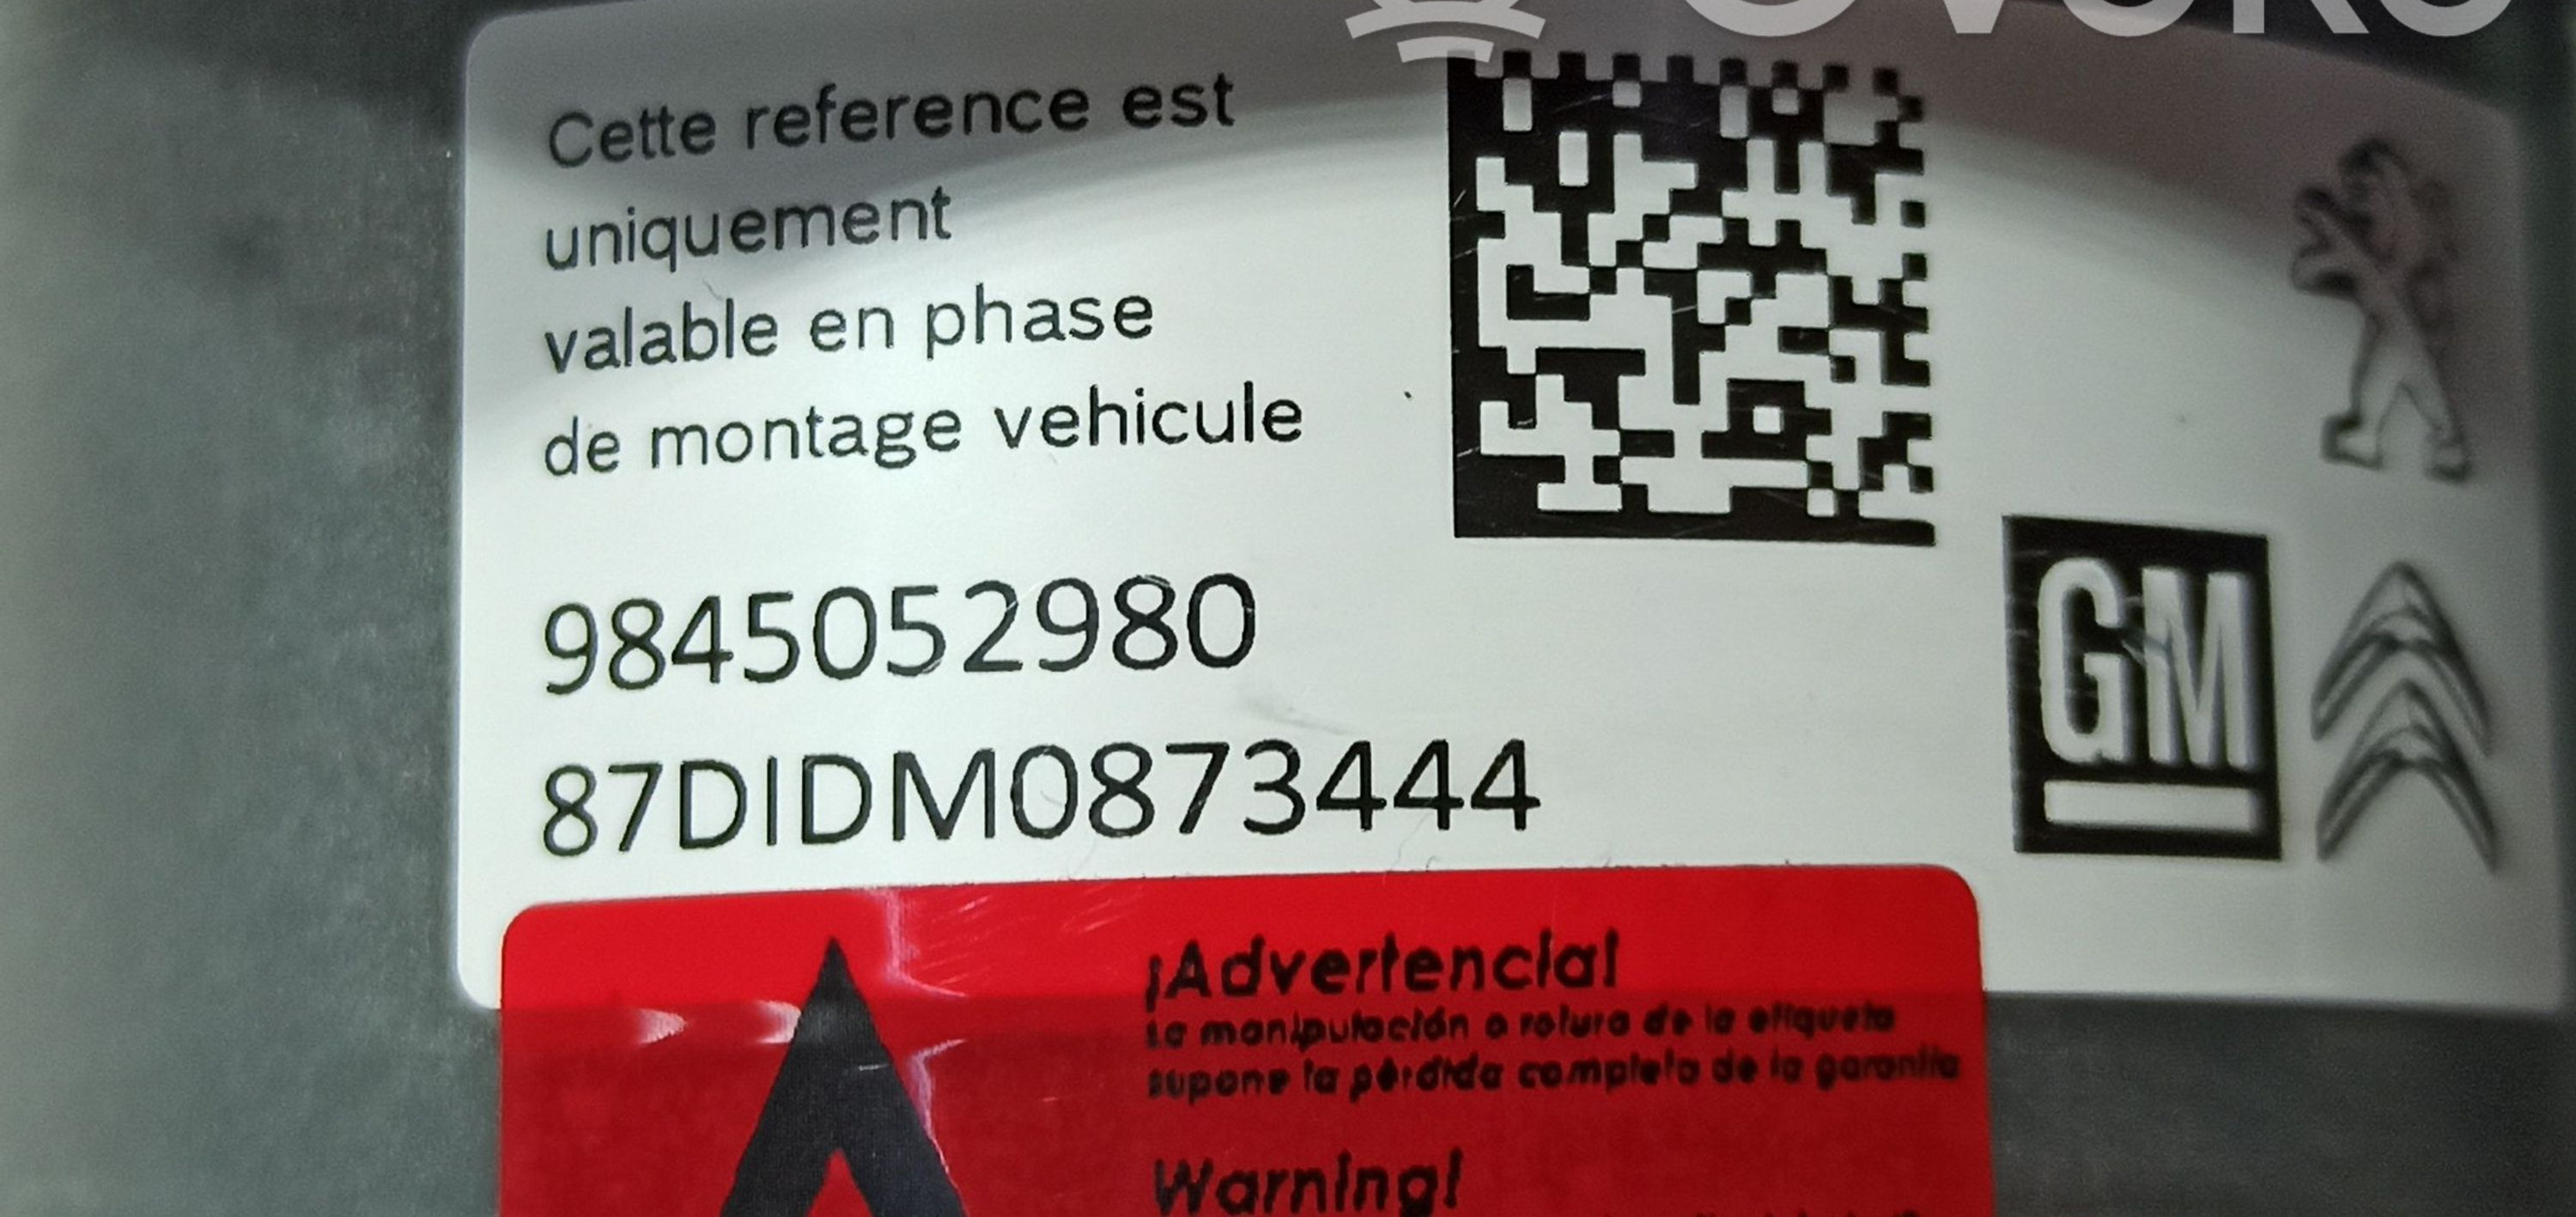 OVOKO
Cette reference est
uniquement
valable en phase
de montage vehicule
9845052980
87DIDM0873444
GM
¡Advertencia!
La manipulación o rotura de la etiqueta
supone la pérdida completa de la garantía
Warning!